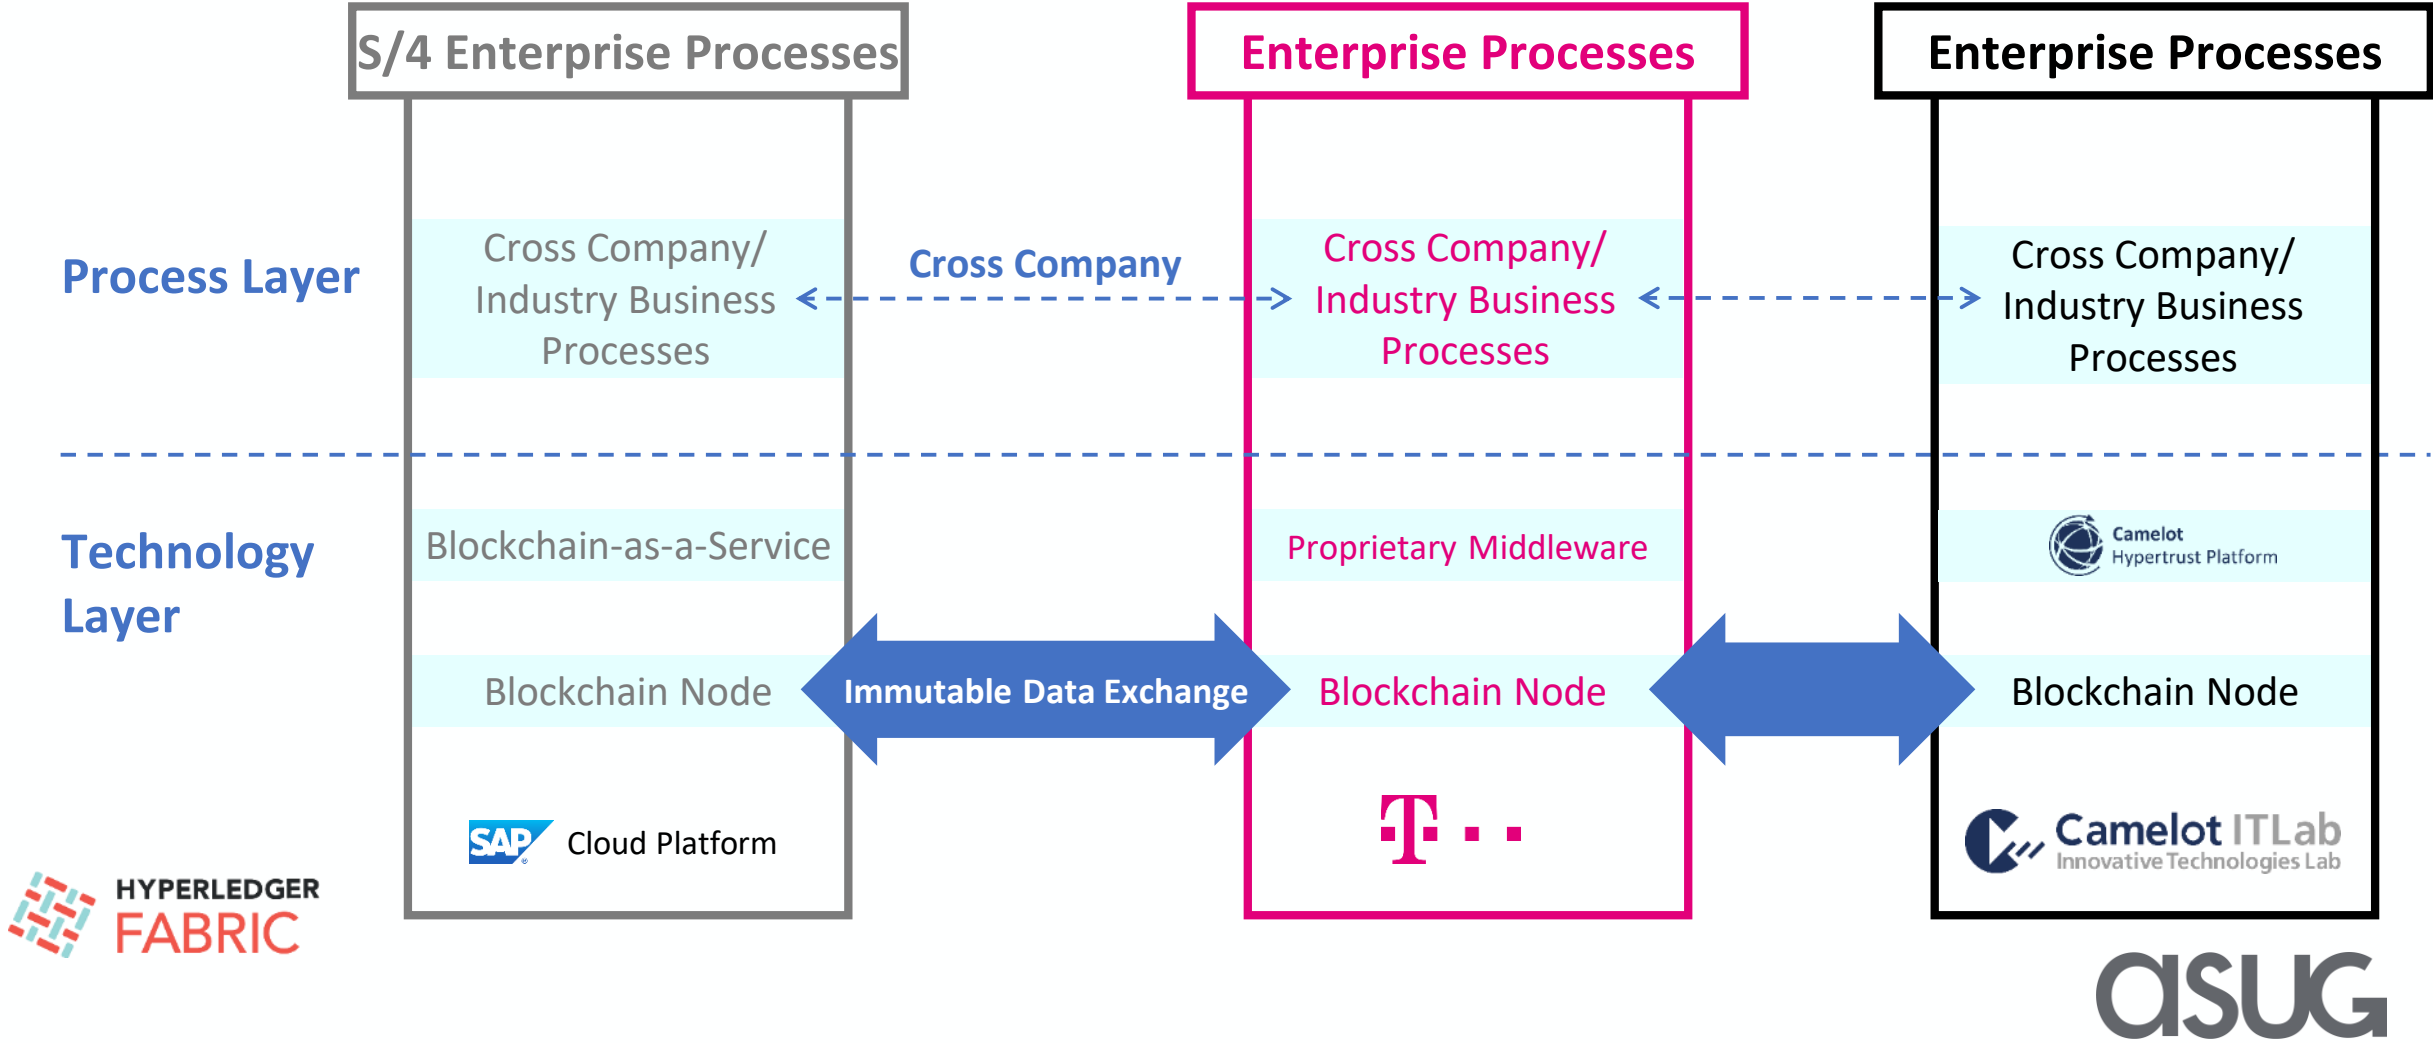 S/4 Enterprise Processes
Enterprise Processes
Enterprise Processes
Process Layer
Cross Company/
Industry Business
Processes
Cross Company
Cross Company/
Industry Business
Processes
Cross Company/
Industry Business
Processes
Technology
Layer
Blockchain-as-a-Service
Proprietary Middleware
Camelot
Hypertrust Platform
Blockchain Node
Immutable Data Exchange
Blockchain Node
Blockchain Node
SAP® Cloud Platform
T
Camelot ITLab
Innovative Technologies Lab
HYPERLEDGER
FABRIC
asug